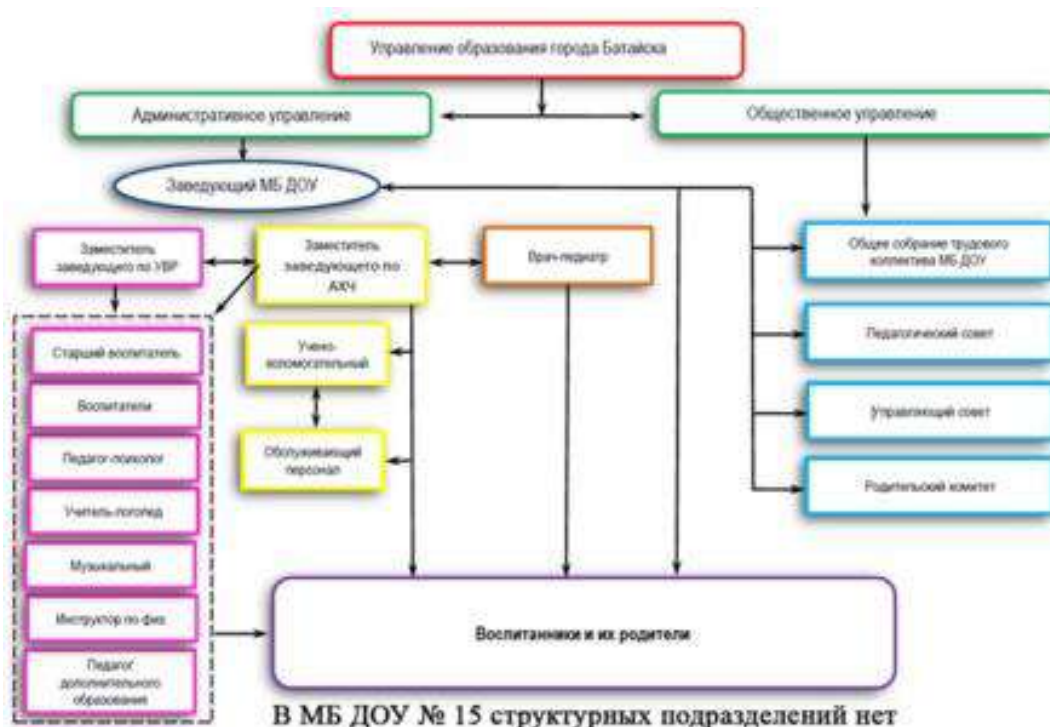 Управление образования города Батайска
Административное управление
Общественное управление
Заведующий МБ ДОУ
Заместитель
заведующего по УВР
Заместитель
заведующего по
АХЧ
Врач-педиатр
Общее собрание трудового
коллектива МБ ДОУ
Старший воспитатель
Учебно-
вспомогательный
Педагогический совет
Воспитатели
Управляющий совет
Педагог-психолог
Обслуживающий
персонал
Родительский комитет
Учитель-логопед
Музыкальный
Инструктор по физ
Воспитанники и их родители
Педагог
дополнительного
образования
В МБ ДОУ № 15 структурных подразделений нет